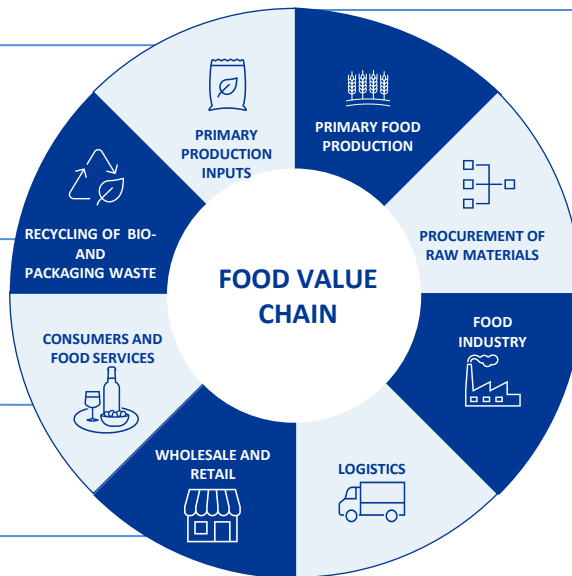 PRIMARY
PRODUCTION
INPUTS
PRIMARY FOOD
PRODUCTION
PROCUREMENT OF
RAW MATERIALS
FOOD
INDUSTRY
LOGISTICS
WHOLESALE AND
RETAIL
CONSUMERS AND
FOOD SERVICES
RECYCLING OF BIO-
AND
PACKAGING WASTE
FOOD VALUE
CHAIN